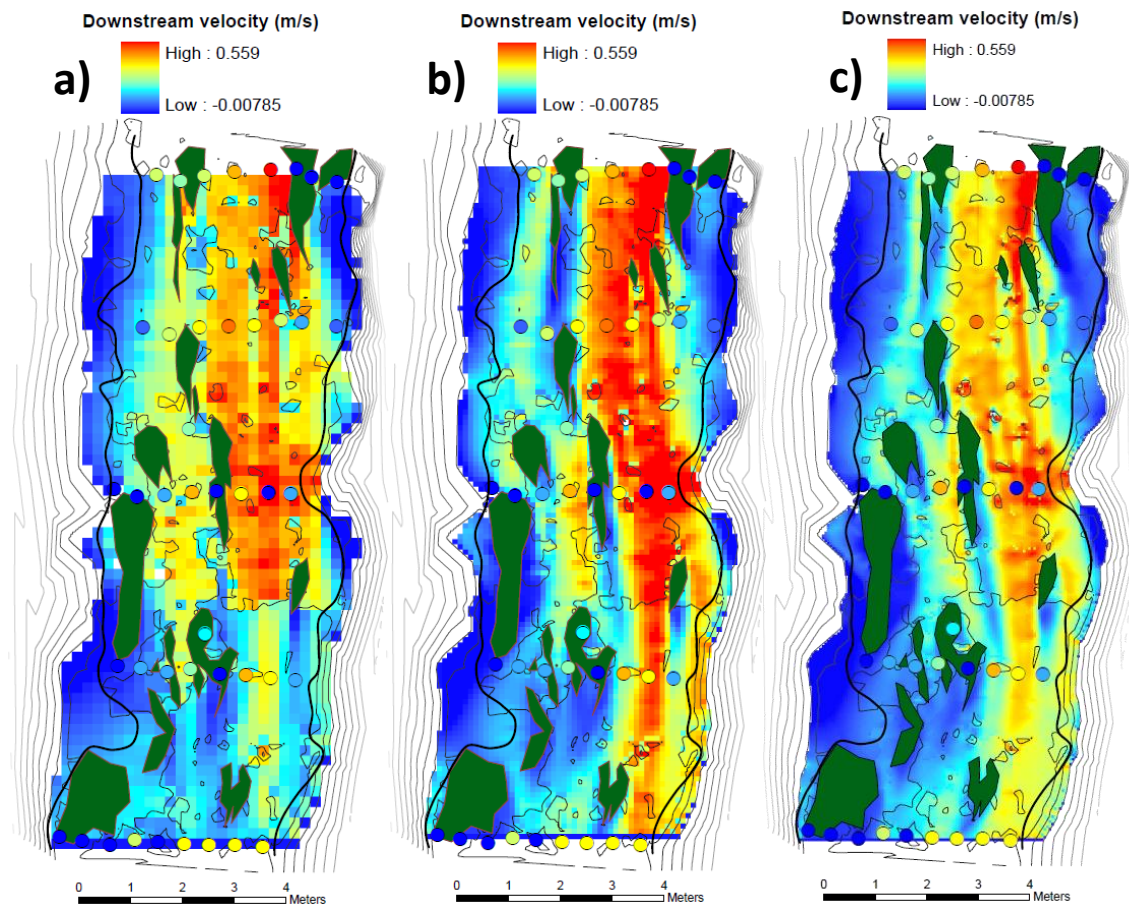 Downstream velocity (m/s)
High : 0.559
Low : -0.00785
a)
Downstream velocity (m/s)
High : 0.559
Low : -0.00785
b)
Downstream velocity (m/s)
High : 0.559
Low : -0.00785
c)
0 1 2 3 4
Meters
0 1 2 3 4
Meters
0 1 2 3 4
Meters